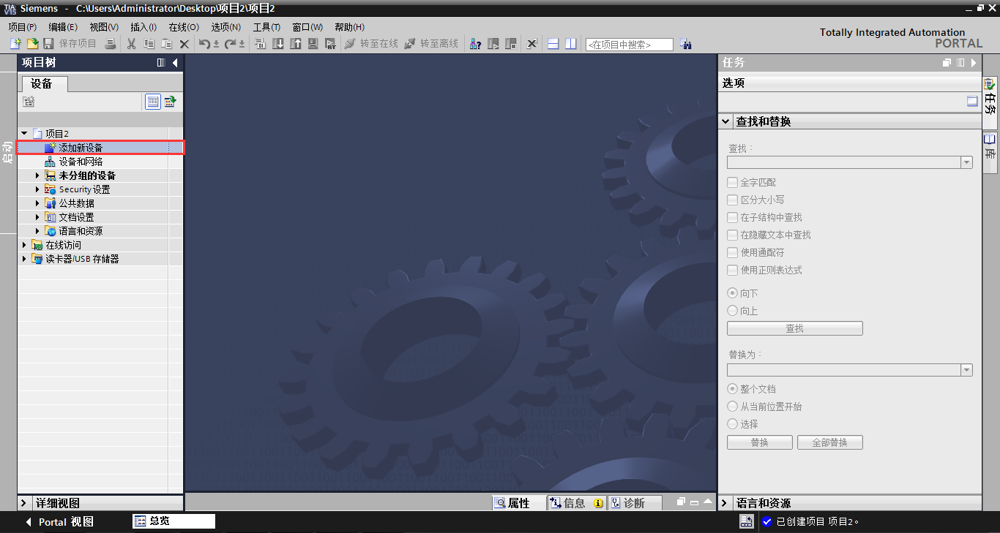 TIA V15 Siemens - C:\Users\Administrator\Desktop\项目2\项目2
项目(P) 编辑(E) 视图(V) 插入(I) 在线(O) 选项(N) 工具(T) 窗口(W) 帮助(H)
Totally Integrated Automation
PORTAL
保存项目 转至在线 转至离线 <在项目中搜索>
项目树
设备
项目2
添加新设备
设备和网络
未分组的设备
Security 设置
公共数据
文档设置
语言和资源
在线访问
读卡器/USB 存储器
详细视图
启动
属性 信息 诊断
任务
选项
查找和替换
查找：
全字匹配
区分大小写
在子结构中查找
在隐藏文本中查找
使用通配符
使用正则表达式
向下
向上
查找
替换为：
整个文档
从当前位置开始
选择
替换 全部替换
语言和资源
任务
库
Portal 视图 总览 已创建项目 项目2。